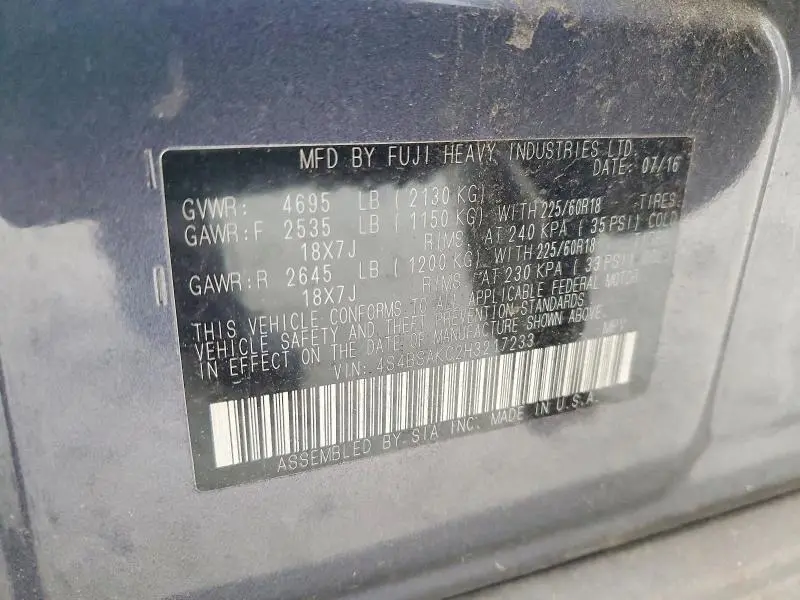 MFD BY FUJI HEAVY INDUSTRIES LTD.
DATE: 07/16
GVWR: 4695 LB ( 2130 KG)
GAWR:F 2535 LB ( 1150 KG) WITH 225/60R18 TIRES,
18X7J RIMS, AT 240 KPA ( 35 PSI) COLD
GAWR:R 2645 LB ( 1200 KG) WITH 225/60R18
18X7J RIMS, AT 230 KPA ( 33 PSI)
THIS VEHICLE CONFORMS TO ALL APPLICABLE FEDERAL MOTOR
VEHICLE SAFETY AND THEFT PREVENTION STANDARDS
IN EFFECT ON THE DATE OF MANUFACTURE SHOWN ABOVE.
VIN: MPV
ASSEMBLED BY SIA INC. MADE IN U.S.A.